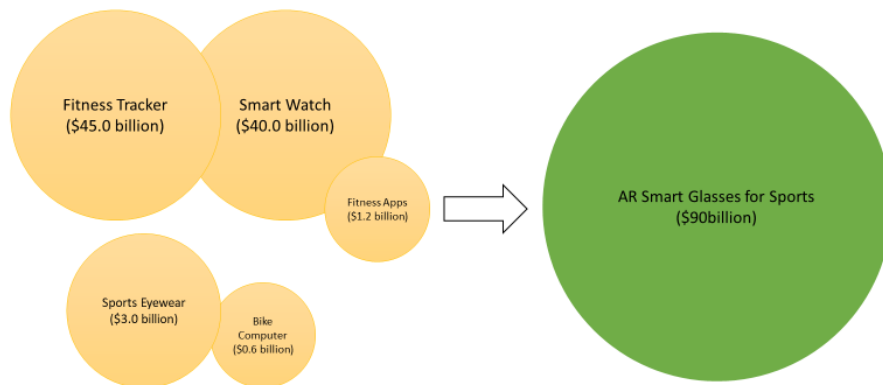 Fitness Tracker
($45.0 billion)
Smart Watch
($40.0 billion)
Fitness Apps
($1.2 billion)
AR Smart Glasses for Sports
($90billion)
Sports Eyewear
($3.0 billion)
Bike
Computer
($0.6 billion)